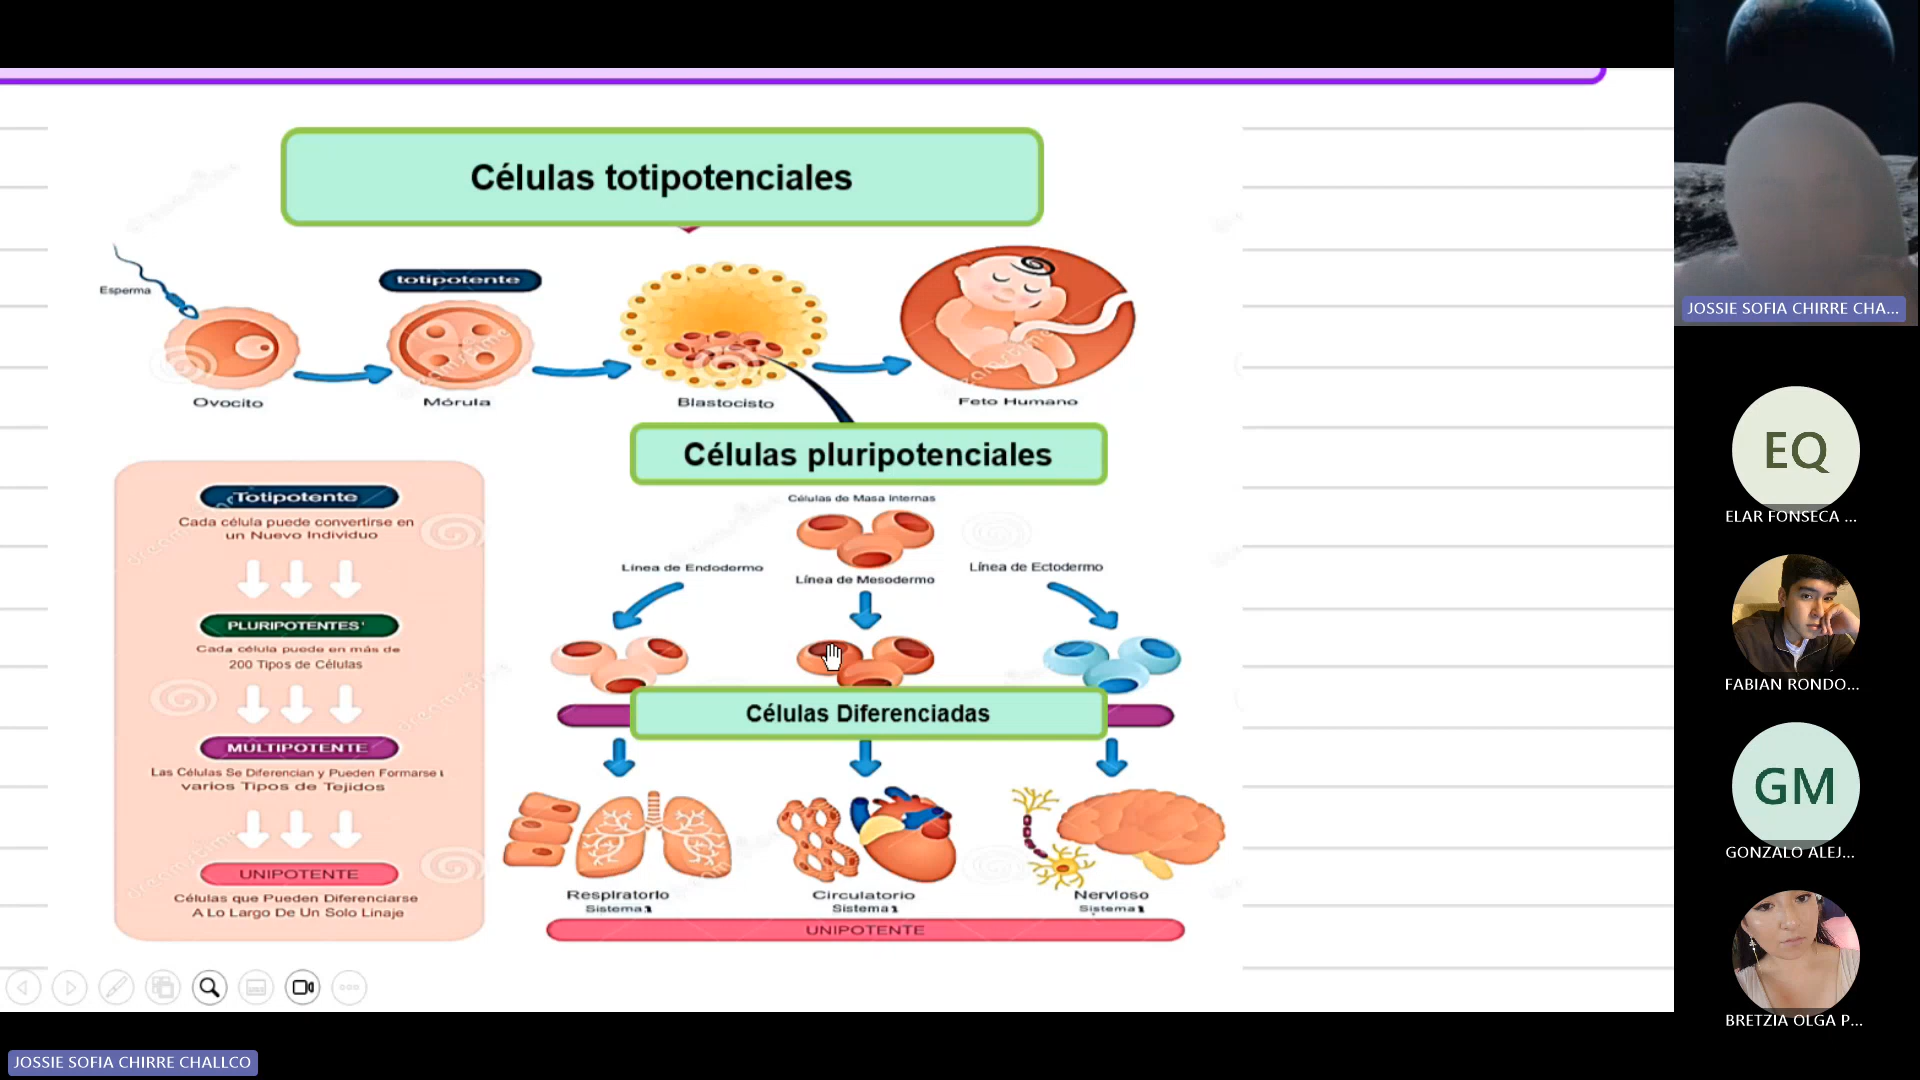 Células totipotenciales
Esperma
totipotente
Ovocito
Mórula
Blastocisto
Feto Humano
Células pluripotenciales
Células de Masa Internas
Línea de Endodermo
Línea de Mesodermo
Línea de Ectodermo
Células Diferenciadas
Respiratorio
Sistema
Circulatorio
Sistema
Nervioso
Sistema
UNIPOTENTE
Totipotente
Cada célula puede convertirse en
un Nuevo Individuo
PLURIPOTENTES
Cada célula puede en más de
200 Tipos de Células
MULTIPOTENTE
Las Células Se Diferencian y Pueden Formarse
varios Tipos de Tejidos
UNIPOTENTE
Células que Pueden Diferenciarse
A Lo Largo De Un Solo Linaje
JOSSIE SOFIA CHIRRE CHA...
EQ
ELAR FONSECA ...
FABIAN RONDO...
GM
GONZALO ALEJ...
BRETZIA OLGA P...
JOSSIE SOFIA CHIRRE CHALLCO